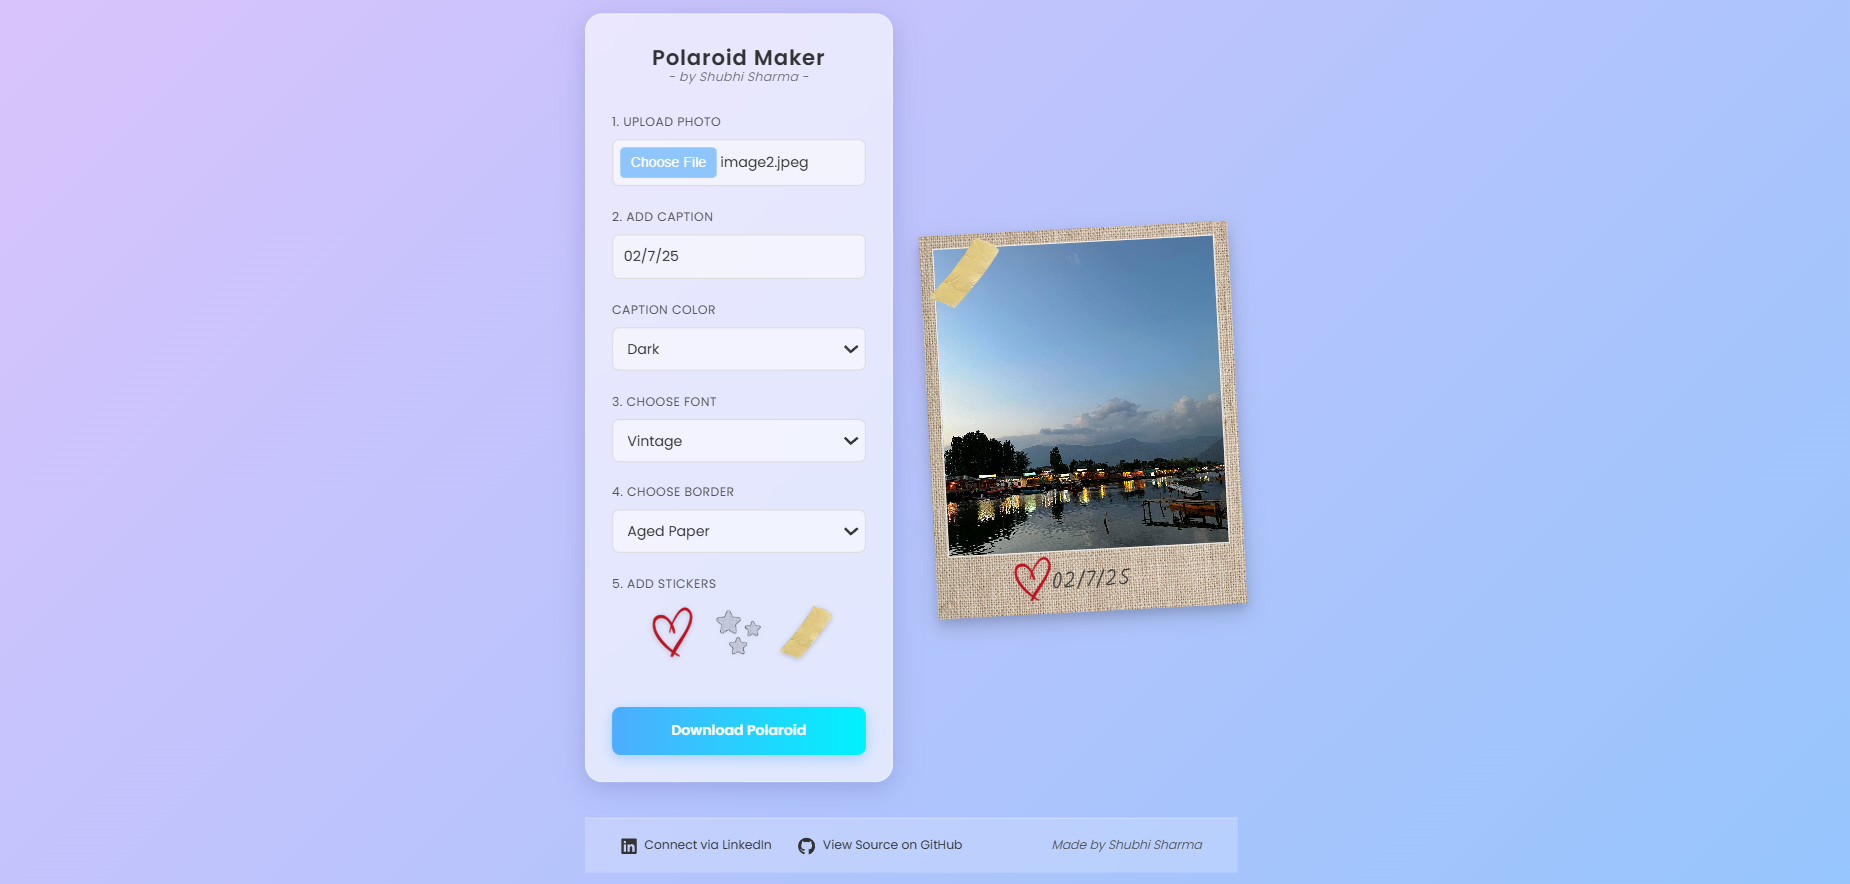 Polaroid Maker
- by Shubhi Sharma -
1. UPLOAD PHOTO
Choose File image2.jpeg
2. ADD CAPTION
02/7/25
CAPTION COLOR
Dark
3. CHOOSE FONT
Vintage
4. CHOOSE BORDER
Aged Paper
5. ADD STICKERS
Download Polaroid
02/7/25
Connect via LinkedIn
View Source on GitHub
Made by Shubhi Sharma